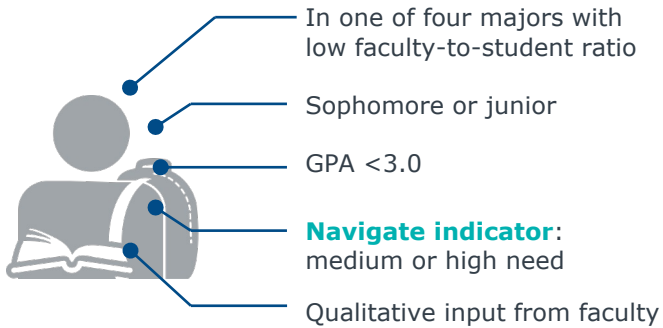 In one of four majors with
low faculty-to-student ratio
Sophomore or junior
GPA <3.0
Navigate indicator:
medium or high need
Qualitative input from faculty